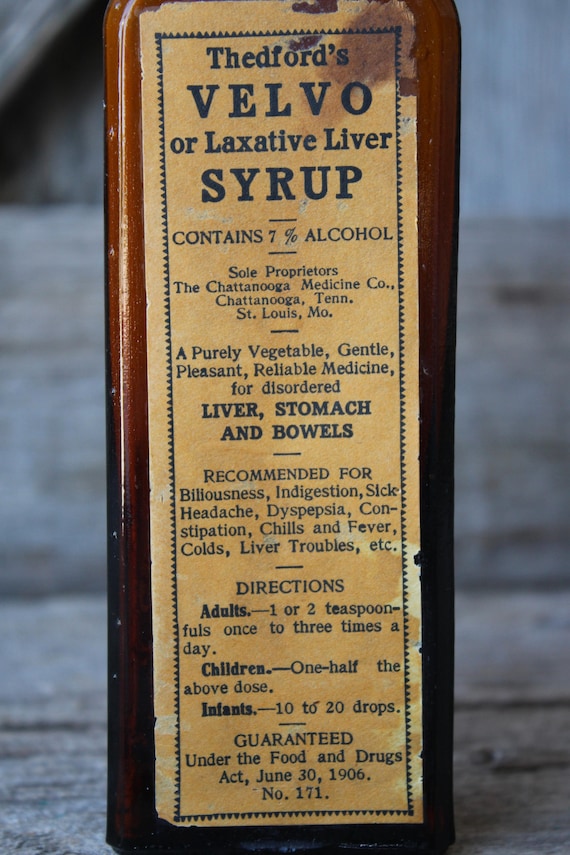 Thedford's
VELVO
or Laxative Liver
SYRUP
CONTAINS 7 % ALCOHOL
Sole Proprietors
The Chattanooga Medicine Co.,
Chattanooga, Tenn.
St. Louis, Mo.
A Purely Vegetable, Gentle,
Pleasant, Reliable Medicine,
for disordered
LIVER, STOMACH
AND BOWELS
RECOMMENDED FOR
Biliousness, Indigestion, Sick
Headache, Dyspepsia, Con-
stipation, Chills and Fever,
Colds, Liver Troubles, etc.
DIRECTIONS
Adults.—1 or 2 teaspoon-
fuls once to three times a
day.
Children.—One-half the
above dose.
Infants.—10 to 20 drops.
GUARANTEED
Under the Food and Drugs
Act, June 30, 1906.
No. 171.